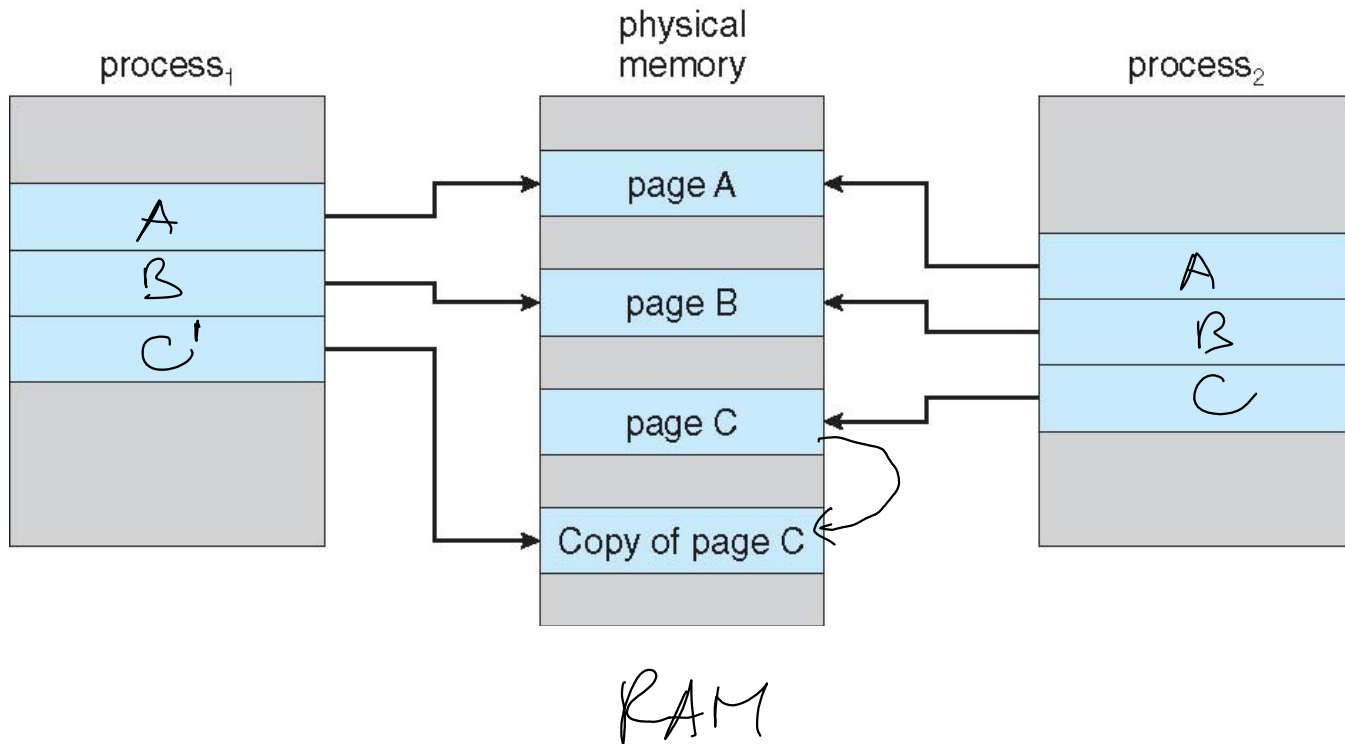 process₁
A
B
C'
physical
memory
page A
page B
page C
Copy of page C
process₂
A
B
C
RAM